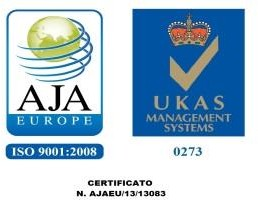 AJA
EUROPE
ISO 9001:2008
UKAS
MANAGEMENT
SYSTEMS
0273
CERTIFICATO
N. AJAEU/13/13083